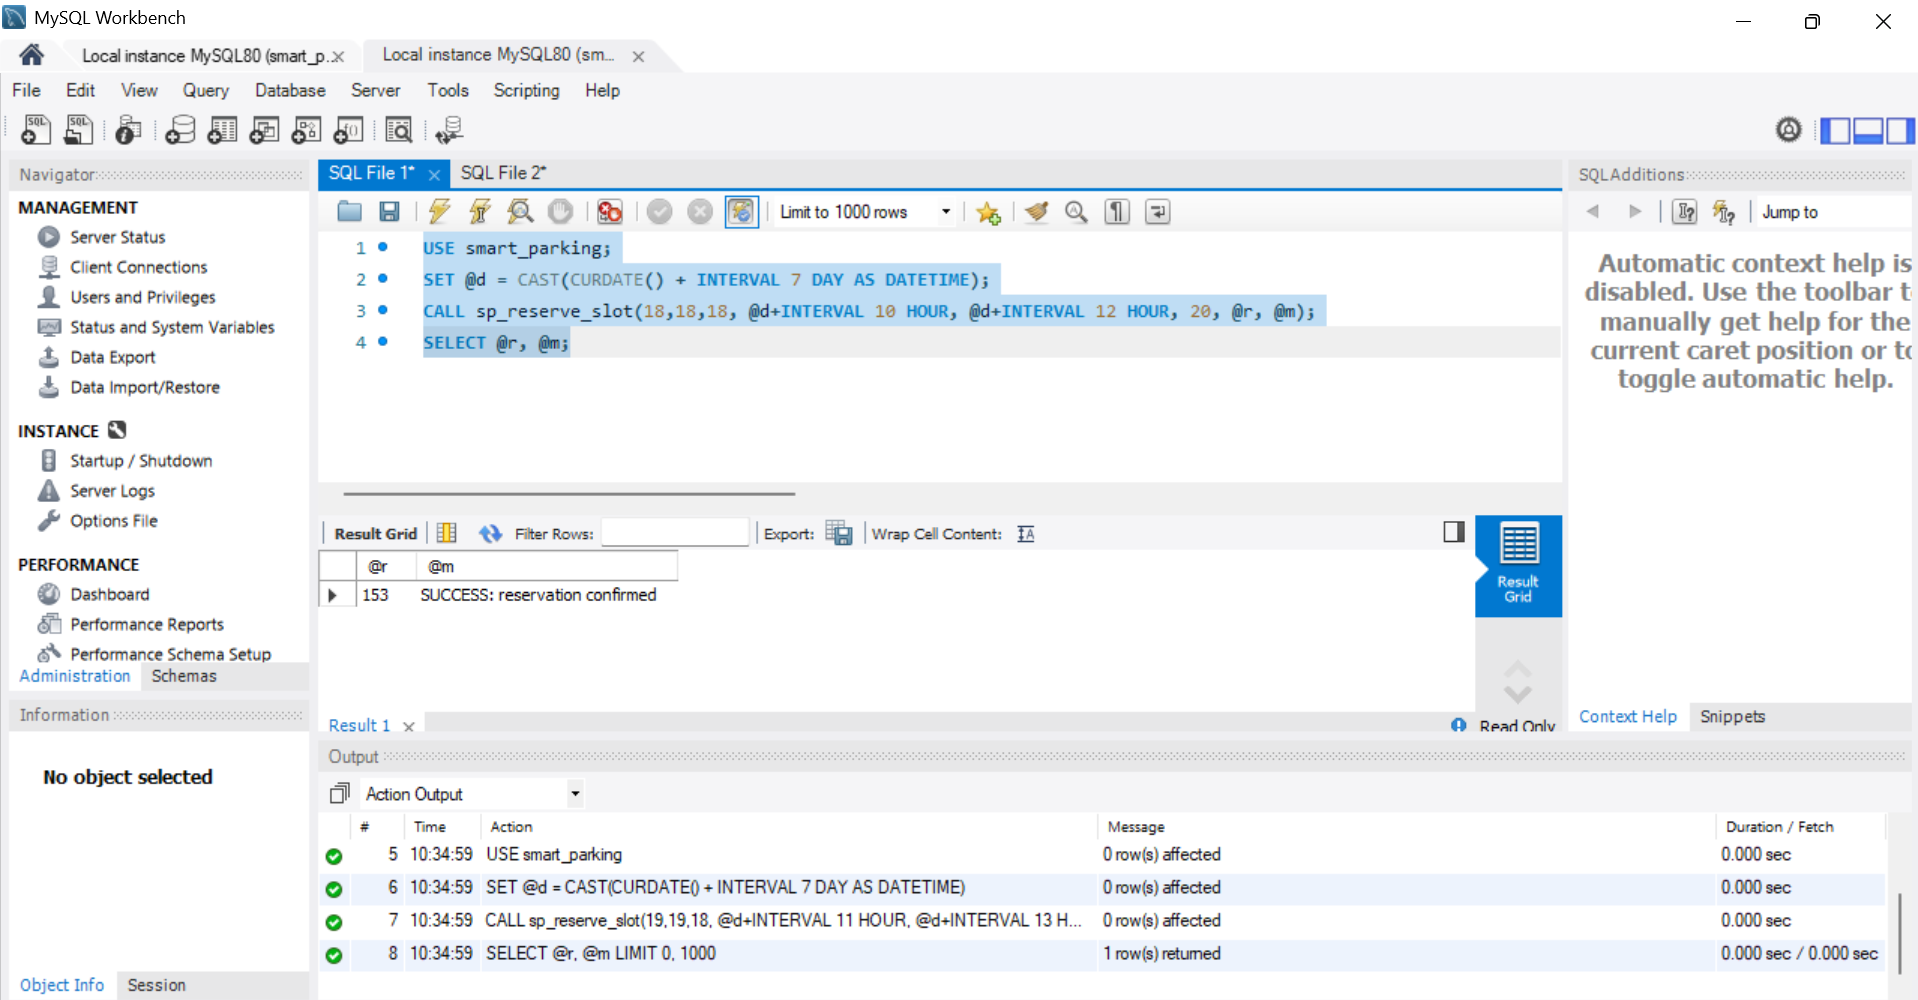 MySQL Workbench
Local instance MySQL80 (smart_p..
Local instance MySQL80 (sm...
File Edit View Query Database Server Tools Scripting Help
Navigator
MANAGEMENT
Server Status
Client Connections
Users and Privileges
Status and System Variables
Data Export
Data Import/Restore
INSTANCE
Startup / Shutdown
Server Logs
Options File
PERFORMANCE
Dashboard
Performance Reports
Performance Schema Setup
Administration Schemas
Information
No object selected
Object Info Session
SQL File 1* SQL File 2*
Limit to 1000 rows
1 USE smart_parking;
2 SET @d = CAST(CURDATE() + INTERVAL 7 DAY AS DATETIME);
3 CALL sp_reserve_slot(18,18,18, @d+INTERVAL 10 HOUR, @d+INTERVAL 12 HOUR, 20, @r, @m);
4 SELECT @r, @m;
Result Grid Filter Rows: Export: Wrap Cell Content:
@r @m
153 SUCCESS: reservation confirmed
Result
Grid
Result 1
Read Only
SQLAdditions
Jump to
Automatic context help is
disabled. Use the toolbar t
manually get help for the
current caret position or to
toggle automatic help.
Context Help Snippets
Output
Action Output
# Time Action Message Duration / Fetch
5 10:34:59 USE smart_parking 0 row(s) affected 0.000 sec
6 10:34:59 SET @d = CAST(CURDATE() + INTERVAL 7 DAY AS DATETIME) 0 row(s) affected 0.000 sec
7 10:34:59 CALL sp_reserve_slot(19,19,18, @d+INTERVAL 11 HOUR, @d+INTERVAL 13 H... 0 row(s) affected 0.000 sec
8 10:34:59 SELECT @r, @m LIMIT 0, 1000 1 row(s) returned 0.000 sec / 0.000 sec